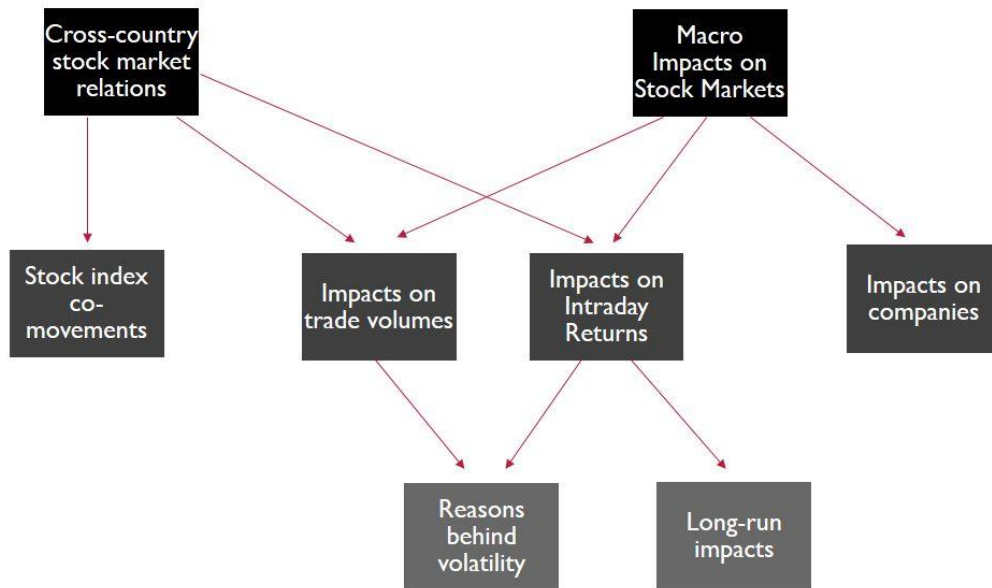 Cross-country
stock market
relations
Macro
Impacts on
Stock Markets
Stock index
co-
movements
Impacts on
trade volumes
Impacts on
Intraday
Returns
Impacts on
companies
Reasons
behind
volatility
Long-run
impacts